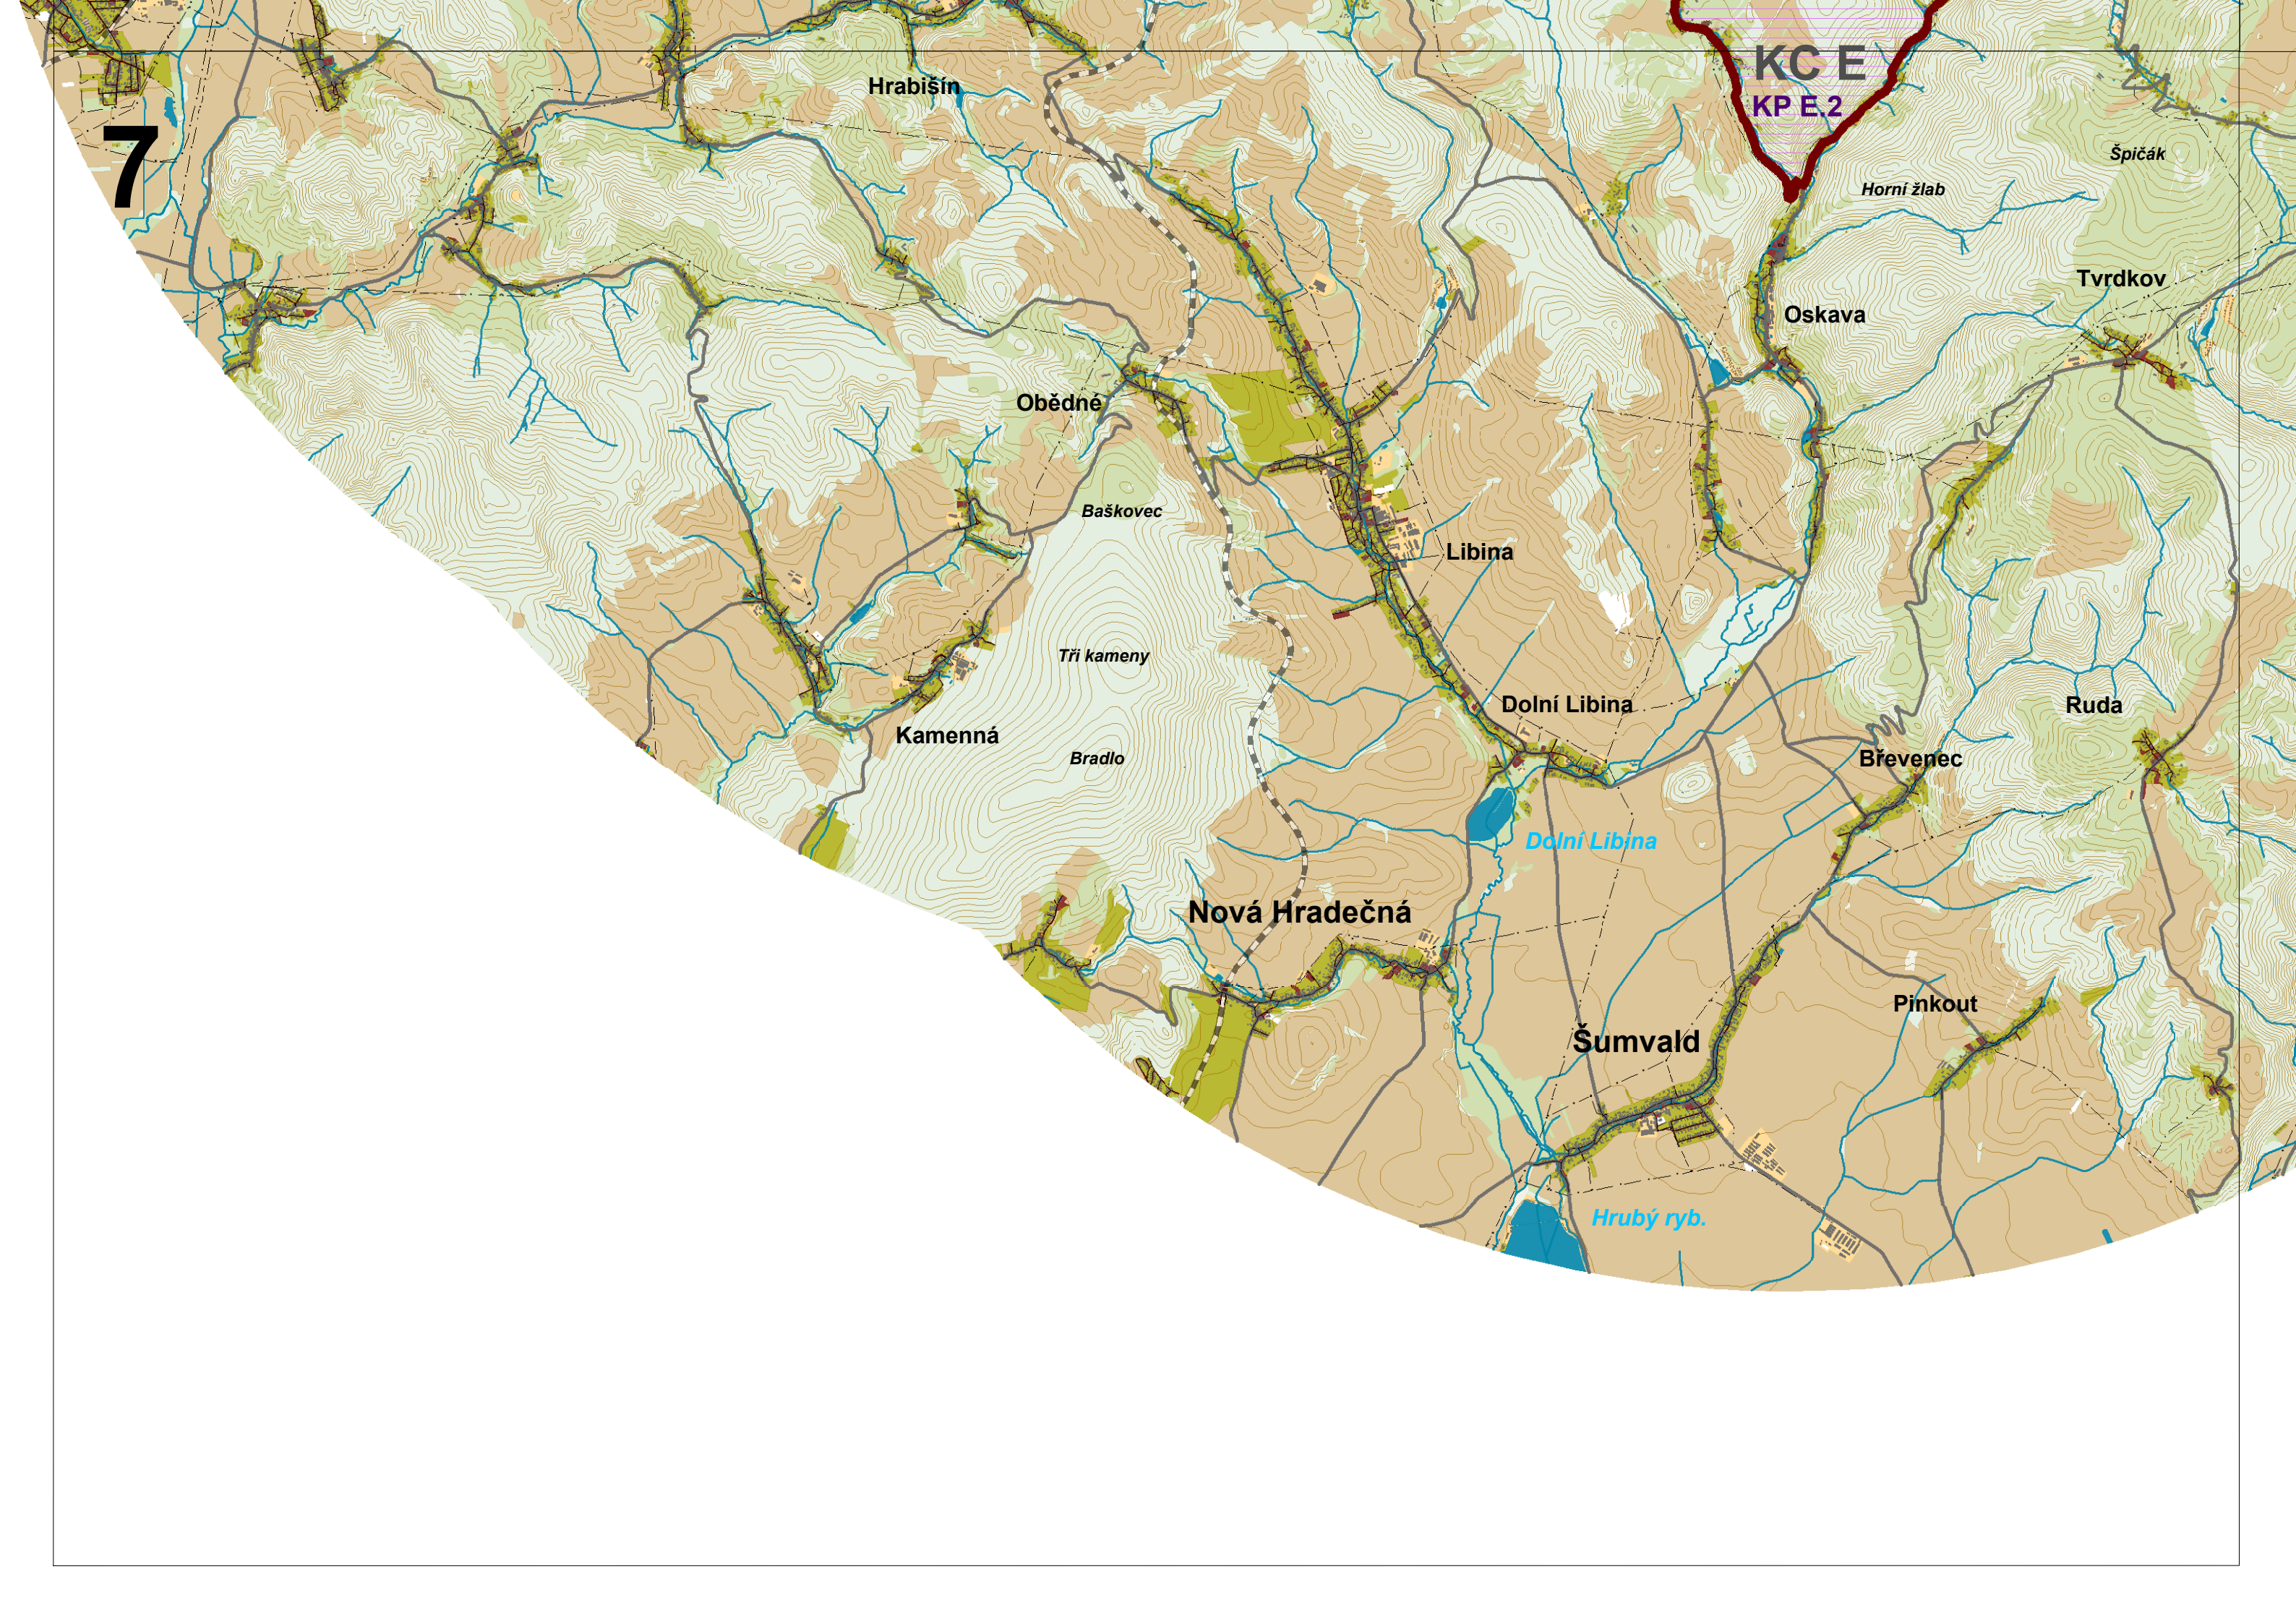 KC E
Hrabišín
KP E.2
7
Špičák
Horní žlab
Tvrdkov
Oskava
Obědné
Baškovec
Libina
Tři kameny
Dolní Libina
Ruda
Kamenná
Bradlo
Břevenec
Dolní Libina
Nová Hradečná
Pinkout
Šumvald
Hrubý ryb.